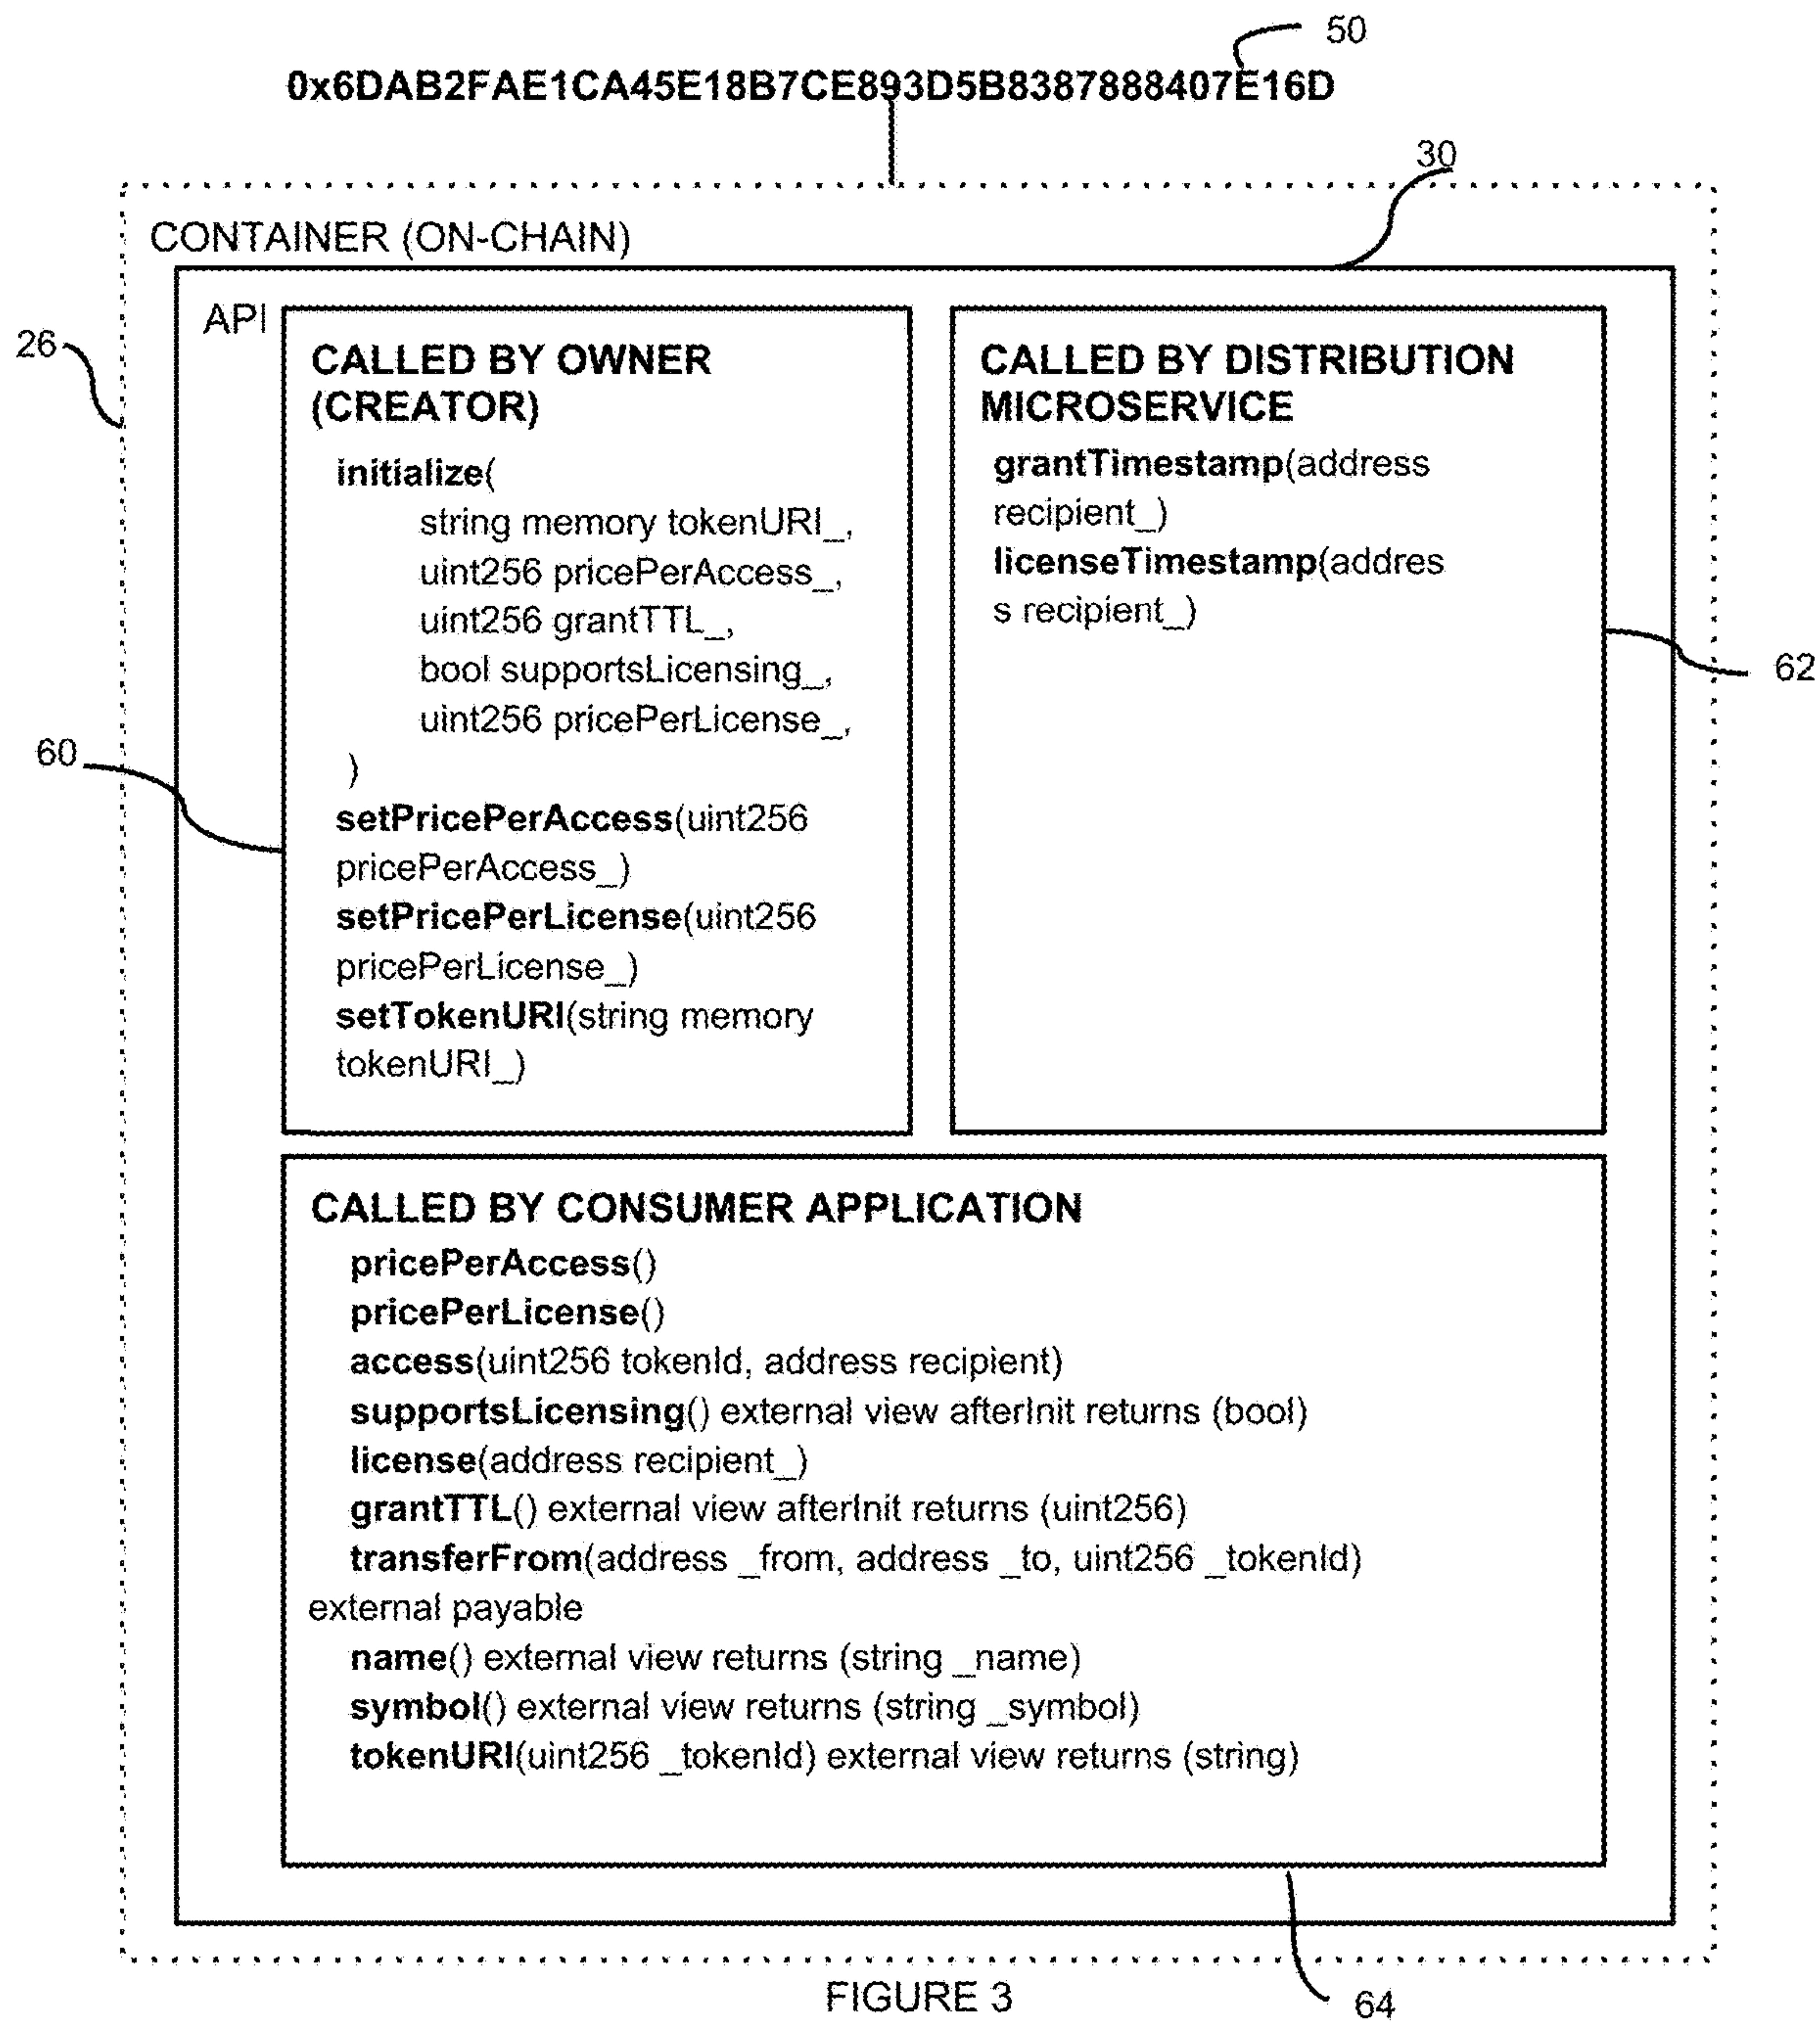 50
0x6DAB2FAE1CA45E18B7CE893D5B8387888407E16D
30
CONTAINER (ON-CHAIN)
API
26
CALLED BY OWNER
(CREATOR)
initialize(
string memory tokenURI_,
uint256 pricePerAccess_,
uint256 grantTTL_,
bool supportsLicensing_,
uint256 pricePerLicense_,
)
60
setPricePerAccess(uint256
pricePerAccess_)
setPricePerLicense(uint256
pricePerLicense_)
setTokenURI(string memory
tokenURI_)
CALLED BY DISTRIBUTION
MICROSERVICE
grantTimestamp(address
recipient_)
licenseTimestamp(addres
s recipient_)
62
CALLED BY CONSUMER APPLICATION
pricePerAccess()
pricePerLicense()
access(uint256 tokenId, address recipient)
supportsLicensing() external view afterInit returns (bool)
license(address recipient_)
grantTTL() external view afterInit returns (uint256)
transferFrom(address _from, address _to, uint256 _tokenId)
external payable
name() external view returns (string _name)
symbol() external view returns (string _symbol)
tokenURI(uint256 _tokenId) external view returns (string)
64
FIGURE 3